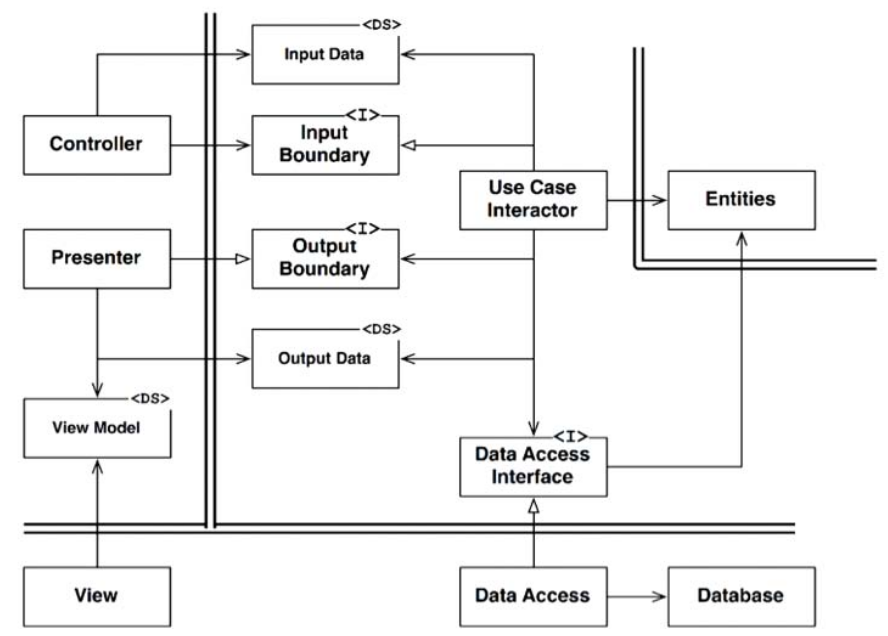 <DS>
Input Data
<I>
Controller
Input
Boundary
Use Case
Interactor
Entities
<I>
Presenter
Output
Boundary
<DS>
Output Data
<DS>
View Model
<I>
Data Access
Interface
View
Data Access
Database